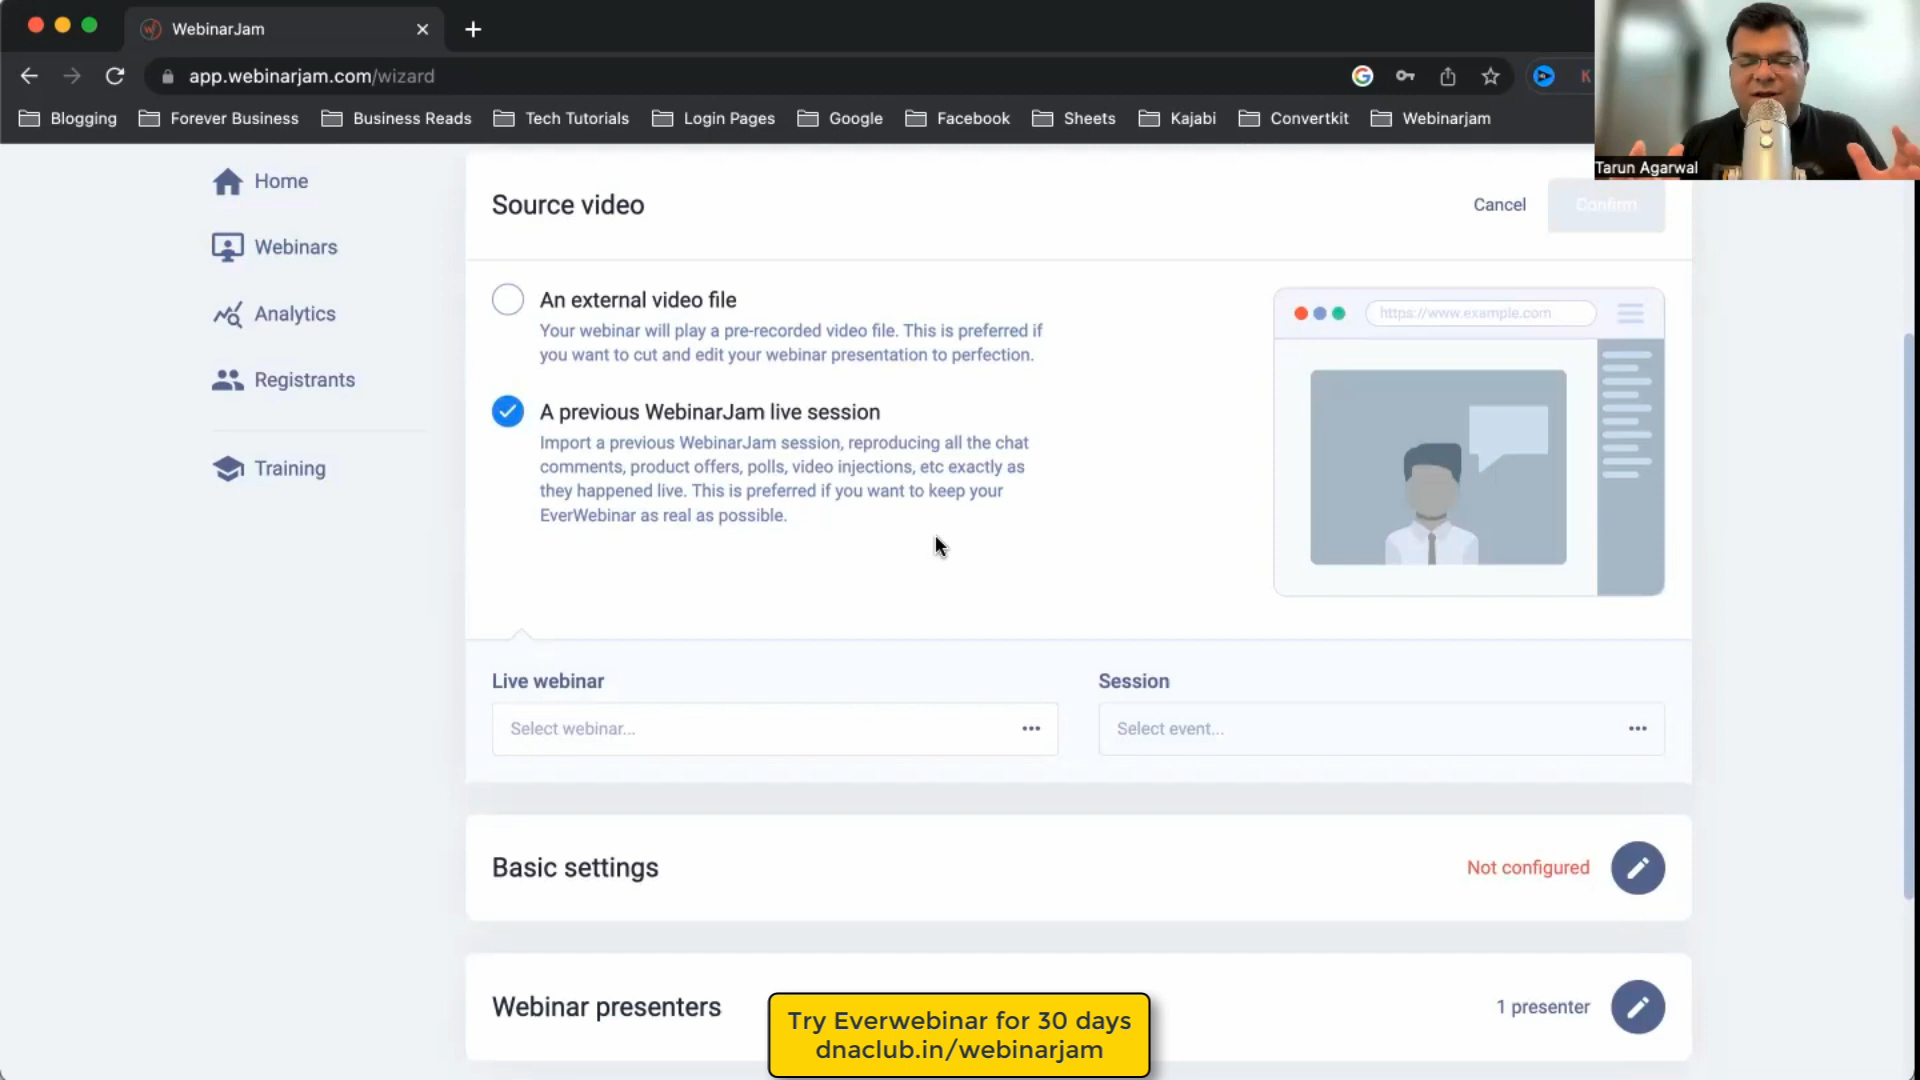 WebinarJam
app.webinarjam.com/wizard
Blogging
Forever Business
Business Reads
Tech Tutorials
Login Pages
Google
Facebook
Sheets
Kajabi
Convertkit
Webinarjam
K
Tarun Agarwal
Home
Webinars
Analytics
Registrants
Training
Source video
Cancel
Confirm
An external video file
Your webinar will play a pre-recorded video file. This is preferred if
you want to cut and edit your webinar presentation to perfection.
A previous WebinarJam live session
Import a previous WebinarJam session, reproducing all the chat
comments, product offers, polls, video injections, etc exactly as
they happened live. This is preferred if you want to keep your
EverWebinar as real as possible.
https://www.example.com
Live webinar
Select webinar...
Session
Select event...
Basic settings
Not configured
Webinar presenters
1 presenter
Try Everwebinar for 30 days
dnaclub.in/webinarjam